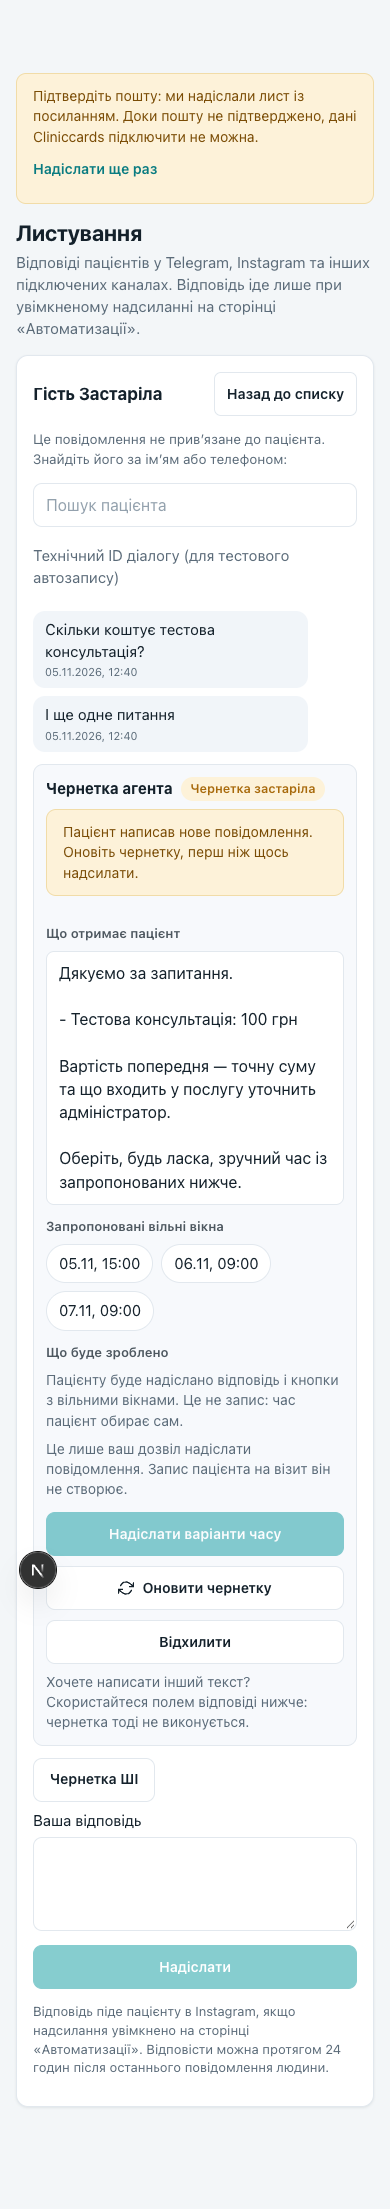 Підтвердіть пошту: ми надіслали лист із
посиланням. Доки пошту не підтверджено, дані
Cliniccards підключити не можна.
Надіслати ще раз
Листування
Відповіді пацієнтів у Telegram, Instagram та інших
підключених каналах. Відповідь іде лише при
увімкненому надсиланні на сторінці
«Автоматизації».
Гість Застаріла
Назад до списку
Це повідомлення не привʼязане до пацієнта.
Знайдіть його за імʼям або телефоном:
Пошук пацієнта
Технічний ID діалогу (для тестового
автозапису)
Скільки коштує тестова
консультація?
05.11.2026, 12:40
І ще одне питання
05.11.2026, 12:40
Чернетка агента
Чернетка застаріла
Пацієнт написав нове повідомлення.
Оновіть чернетку, перш ніж щось
надсилати.
Що отримає пацієнт
Дякуємо за запитання.
- Тестова консультація: 100 грн
Вартість попередня — точну суму
та що входить у послугу уточнить
адміністратор.
Оберіть, будь ласка, зручний час із
запропонованих нижче.
Запропоновані вільні вікна
05.11, 15:00
06.11, 09:00
07.11, 09:00
Що буде зроблено
Пацієнту буде надіслано відповідь і кнопки
з вільними вікнами. Це не запис: час
пацієнт обирає сам.
Це лише ваш дозвіл надіслати
повідомлення. Запис пацієнта на візит він
не створює.
Надіслати варіанти часу
N
Оновити чернетку
Відхилити
Хочете написати інший текст?
Скористайтеся полем відповіді нижче:
чернетка тоді не виконується.
Чернетка ШІ
Ваша відповідь
Надіслати
Відповідь піде пацієнту в Instagram, якщо
надсилання увімкнено на сторінці
«Автоматизації». Відповісти можна протягом 24
годин після останнього повідомлення людини.